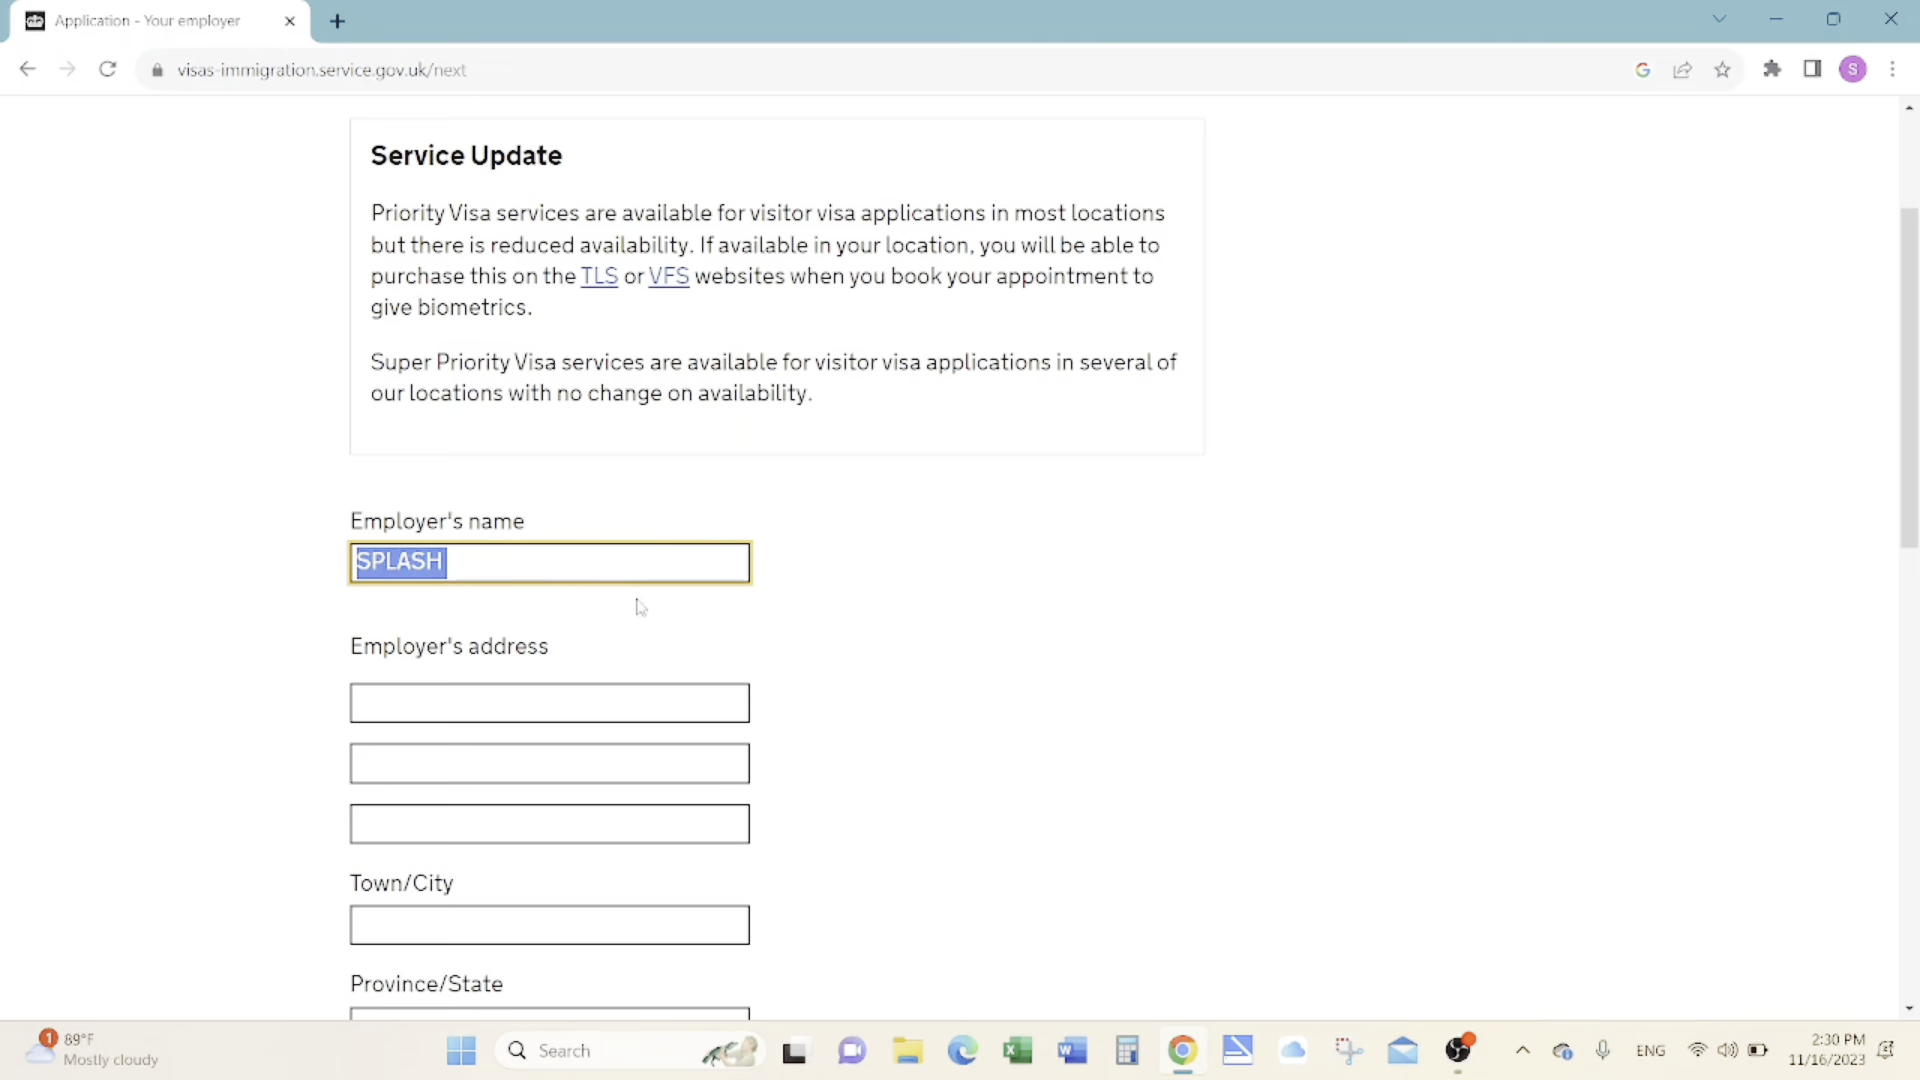 Application - Your employer
visas-immigration.service.gov.uk/next
S
Service Update
Priority Visa services are available for visitor visa applications in most locations
but there is reduced availability. If available in your location, you will be able to
purchase this on the TLS or VFS websites when you book your appointment to
give biometrics.
Super Priority Visa services are available for visitor visa applications in several of
our locations with no change on availability.
Employer's name
SPLASH
Employer's address
Town/City
Province/State
1
89°F
Mostly cloudy
Search
ENG
2:30 PM
11/16/2023